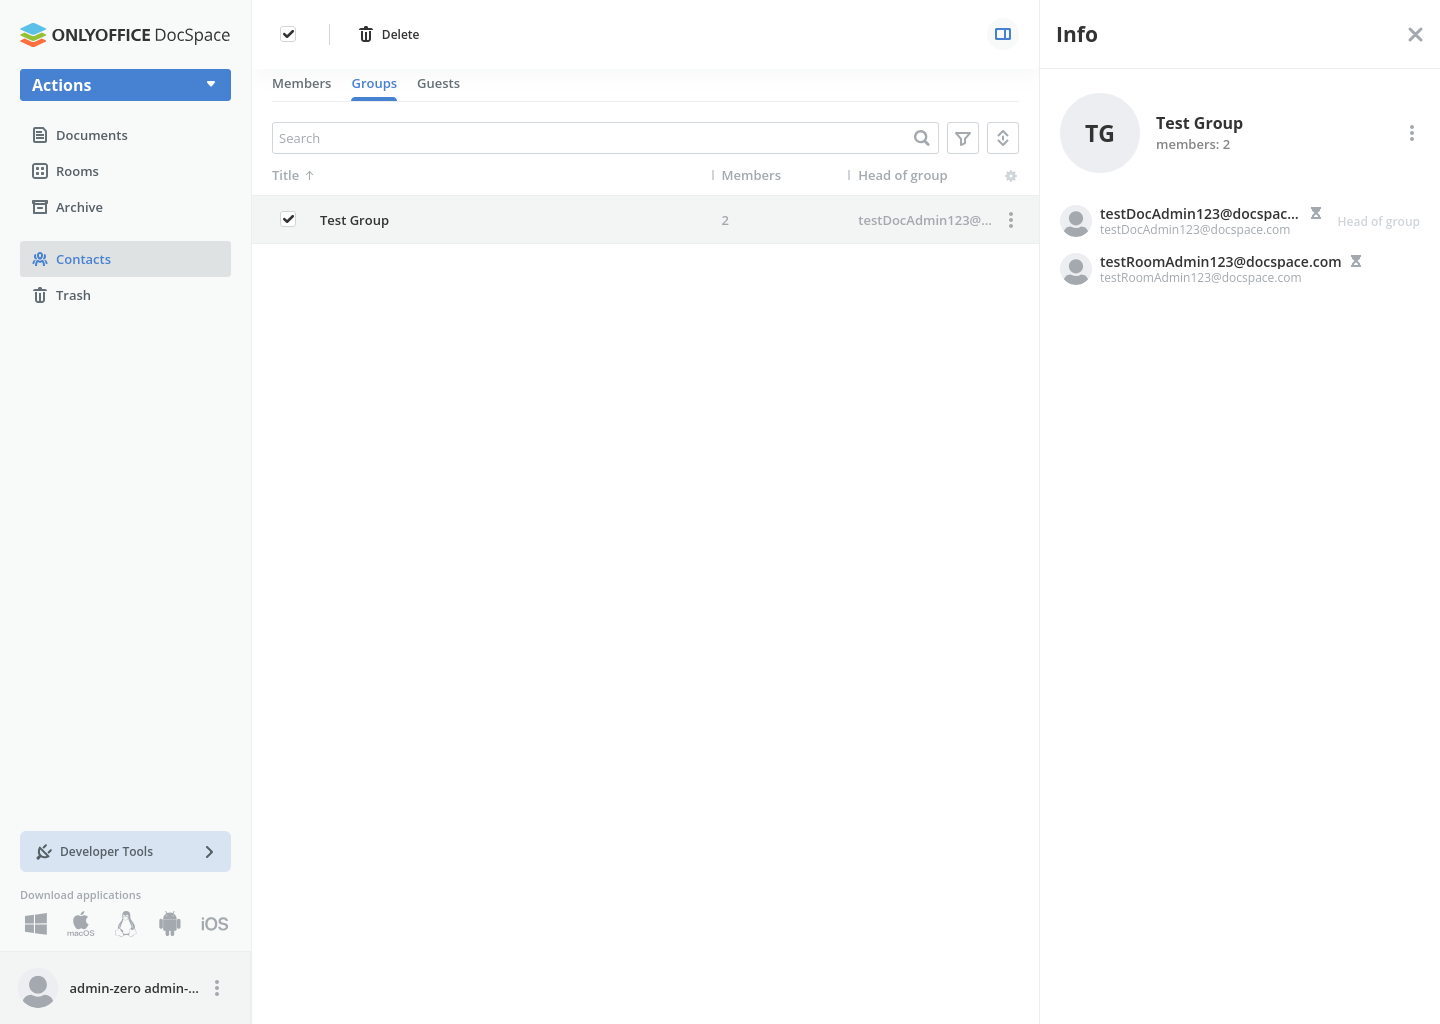 ONLYOFFICE DocSpace
Actions
Documents
Rooms
Archive
Contacts
Trash
Developer Tools
Download applications
macOS
iOS
admin-zero admin-...
Delete
Members
Groups
Guests
Search
Title
Members
Head of group
Test Group
2
testDocAdmin123@...
Info
TG
Test Group
members: 2
testDocAdmin123@docspac...
testDocAdmin123@docspace.com
Head of group
testRoomAdmin123@docspace.com
testRoomAdmin123@docspace.com